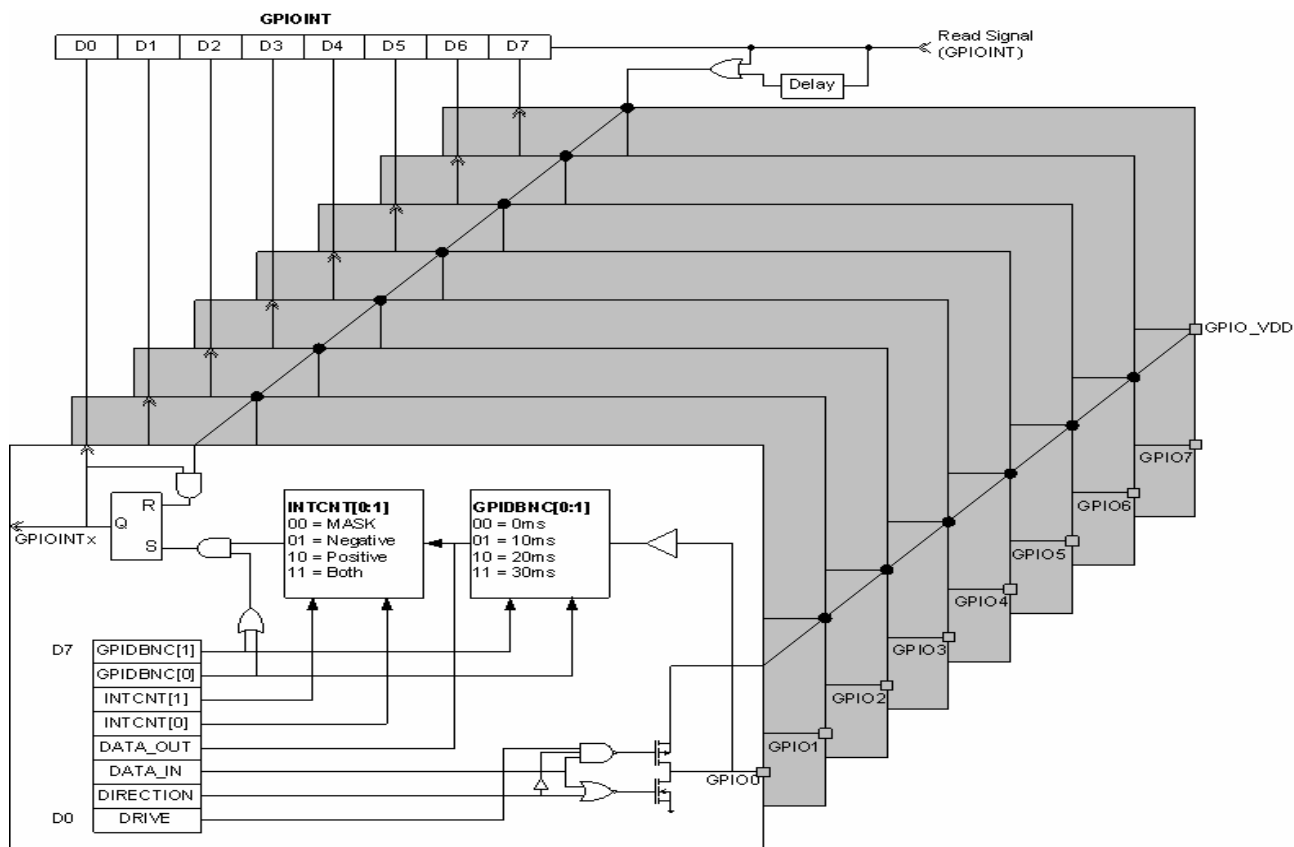 GPIOINT
D0 D1 D2 D3 D4 D5 D6 D7
Read Signal
(GPIOINT)
Delay
GPIO_VDD
GPIO7
GPIO6
GPIO5
GPIO4
GPIO3
GPIO2
GPIO1
GPIO0
R
Q
S
GPIOINTx
INTCNT[0:1]
00 = MASK
01 = Negative
10 = Positive
11 = Both
GPIDBNC[0:1]
00 = 0ms
01 = 10ms
10 = 20ms
11 = 30ms
D7 GPIDBNC[1]
GPIDBNC[0]
INTCNT[1]
INTCNT[0]
DATA_OUT
DATA_IN
DIRECTION
D0 DRIVE